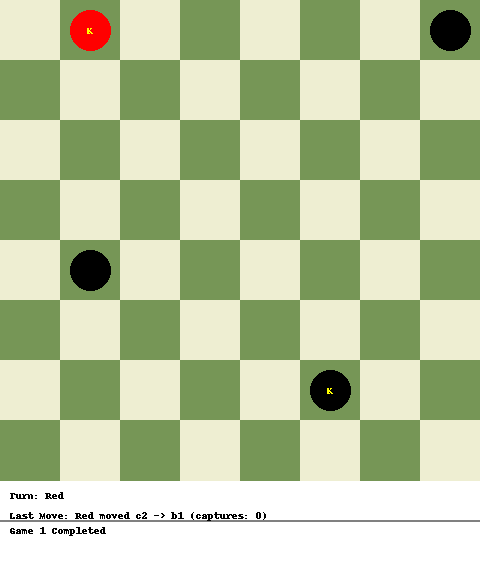 K
K
Turn: Red
Last Move: Red moved c2 -> b1 (captures: 0)
Game 1 Completed